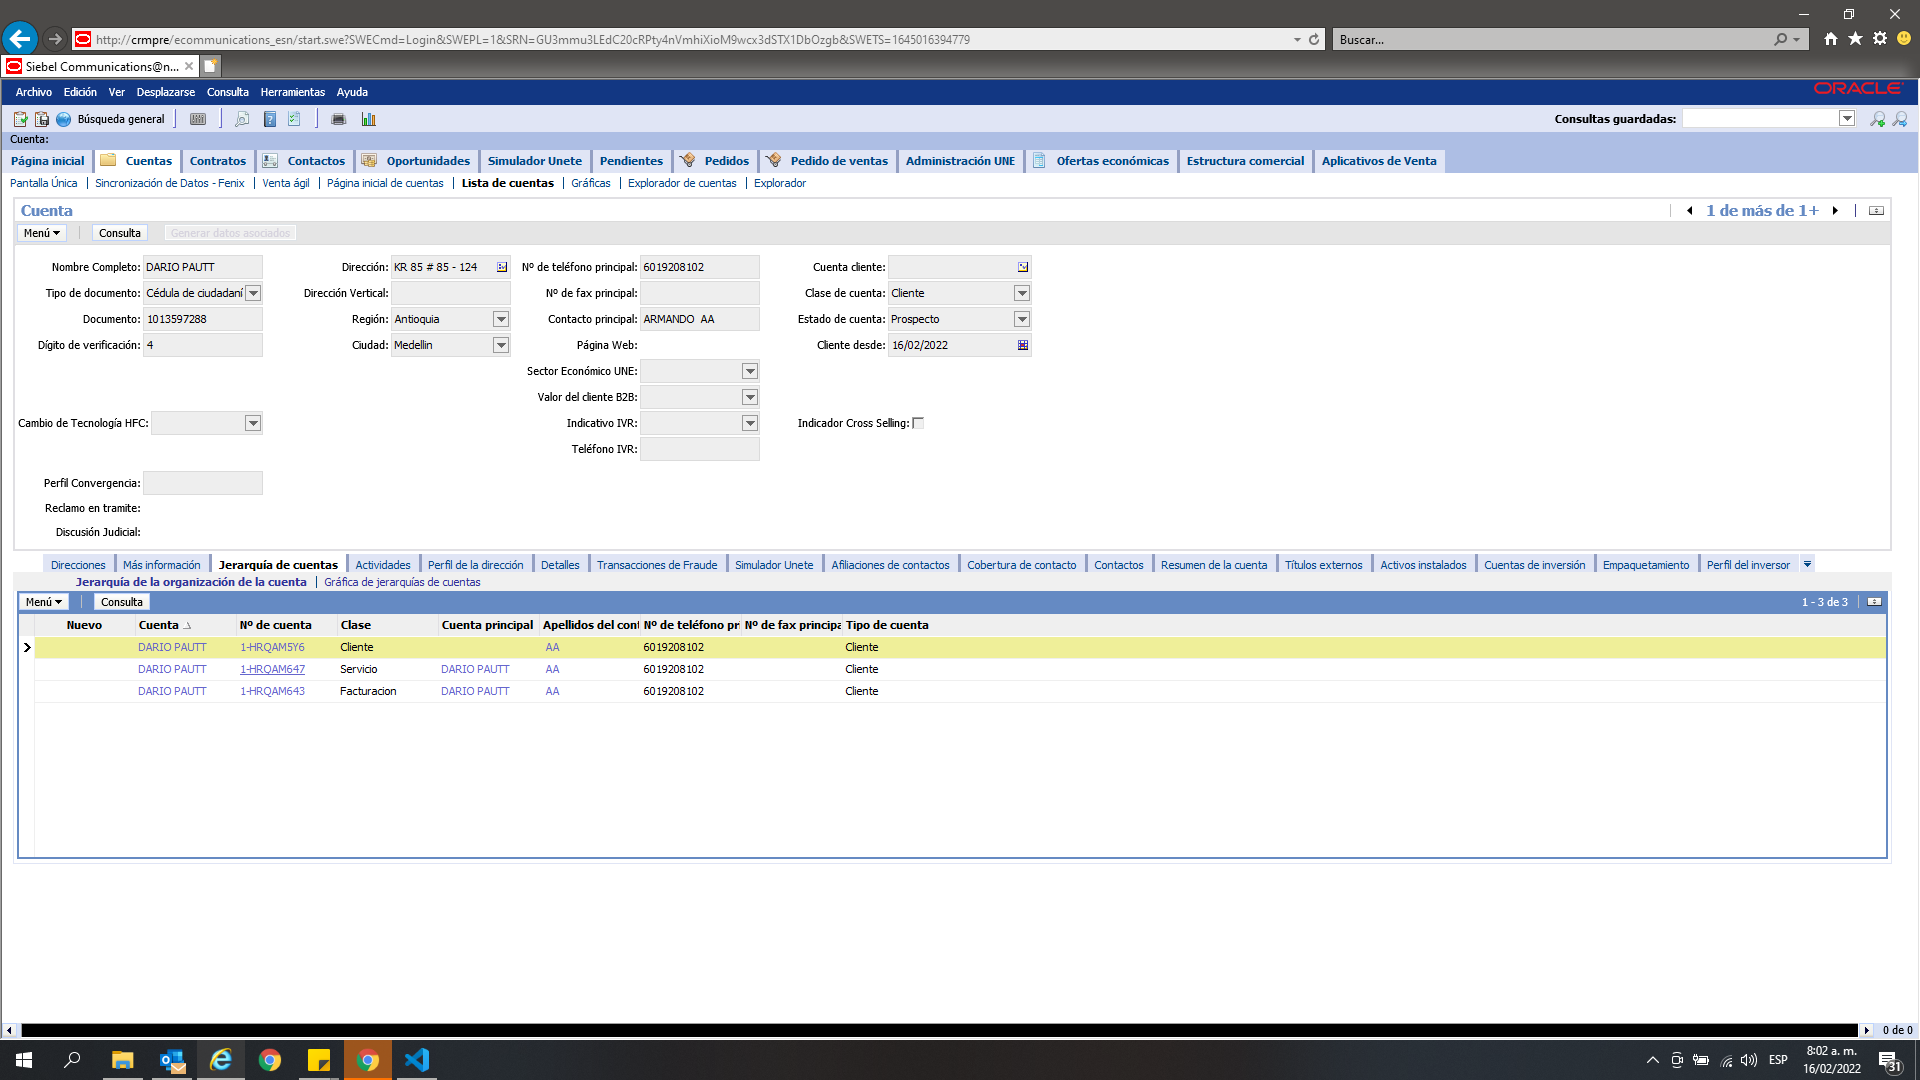 http://crmpre/ecommunications_esn/start.swe?SWECmd=Login&SWEPL=1&SRN=GU3mmu3LEdC20cRPty4nVmhiXioM9wcx3dSTX1DbOzgb&SWETS=1645016394779
Buscar...
Siebel Communications@n...
Archivo Edición Ver Desplazarse Consulta Herramientas Ayuda
ORACLE
Búsqueda general
Consultas guardadas:
Cuenta:
Página inicial Cuentas Contratos Contactos Oportunidades Simulador Unete Pendientes Pedidos Pedido de ventas Administración UNE Ofertas económicas Estructura comercial Aplicativos de Venta
Pantalla Única Sincronización de Datos - Fenix Venta ágil Página inicial de cuentas Lista de cuentas Gráficas Explorador de cuentas Explorador
Cuenta
1 de más de 1+
Menú Consulta Generar datos asociados
Nombre Completo: DARIO PAUTT Dirección: KR 85 # 85 - 124 Nº de teléfono principal: 6019208102 Cuenta cliente:
Tipo de documento: Cédula de ciudadaní Dirección Vertical: Nº de fax principal: Clase de cuenta: Cliente
Documento: 1013597288 Región: Antioquia Contacto principal: ARMANDO AA Estado de cuenta: Prospecto
Dígito de verificación: 4 Ciudad: Medellin Página Web: Cliente desde: 16/02/2022
Sector Económico UNE:
Valor del cliente B2B:
Cambio de Tecnología HFC: Indicativo IVR: Indicador Cross Selling:
Teléfono IVR:
Perfil Convergencia:
Reclamo en tramite:
Discusión Judicial:
Direcciones Más información Jerarquía de cuentas Actividades Perfil de la dirección Detalles Transacciones de Fraude Simulador Unete Afiliaciones de contactos Cobertura de contacto Contactos Resumen de la cuenta Títulos externos Activos instalados Cuentas de inversión Empaquetamiento Perfil del inversor
Jerarquía de la organización de la cuenta Gráfica de jerarquías de cuentas
Menú Consulta 1 - 3 de 3
Nuevo Cuenta Nº de cuenta Clase Cuenta principal Apellidos del con Nº de teléfono pr Nº de fax principa Tipo de cuenta
DARIO PAUTT 1-HRQAM5Y6 Cliente AA 6019208102 Cliente
DARIO PAUTT 1-HRQAM647 Servicio DARIO PAUTT AA 6019208102 Cliente
DARIO PAUTT 1-HRQAM643 Facturacion DARIO PAUTT AA 6019208102 Cliente
0 de 0
ESP
8:02 a. m.
16/02/2022
31